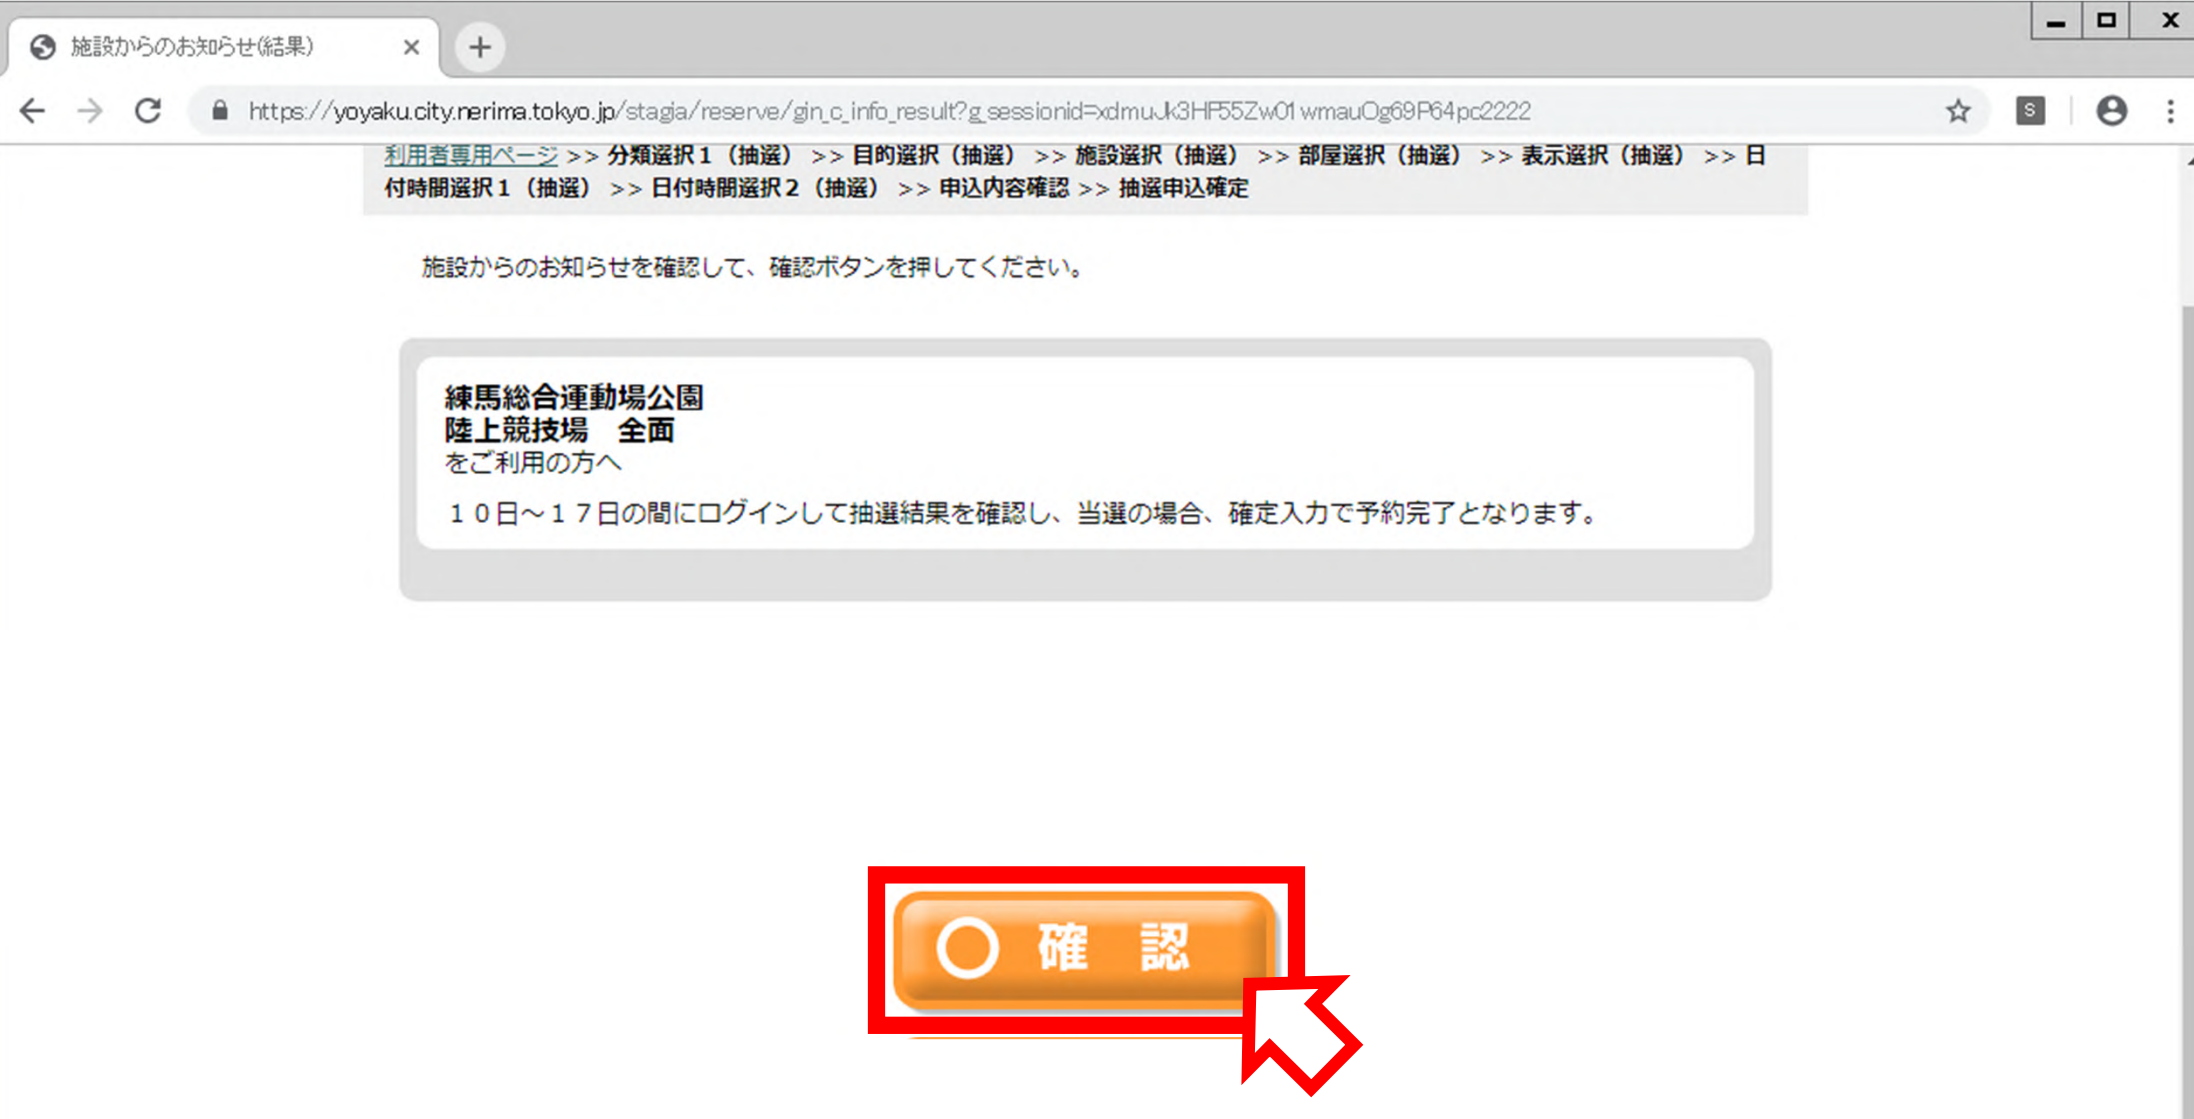 施設からのお知らせ(結果)
https://yoyaku.city.nerima.tokyo.jp/stagia/reserve/gin_c_info_result?g_sessionid=xdmuJk3HF55Zw01wmauOg69P64pc2222
S
利用者専用ページ >> 分類選択１（抽選） >> 目的選択（抽選） >> 施設選択（抽選） >> 部屋選択（抽選） >> 表示選択（抽選） >> 日
付時間選択１（抽選） >> 日付時間選択２（抽選） >> 申込内容確認 >> 抽選申込確定
施設からのお知らせを確認して、確認ボタンを押してください。
練馬総合運動場公園
陸上競技場　全面
をご利用の方へ
１０日～１７日の間にログインして抽選結果を確認し、当選の場合、確定入力で予約完了となります。
確　認